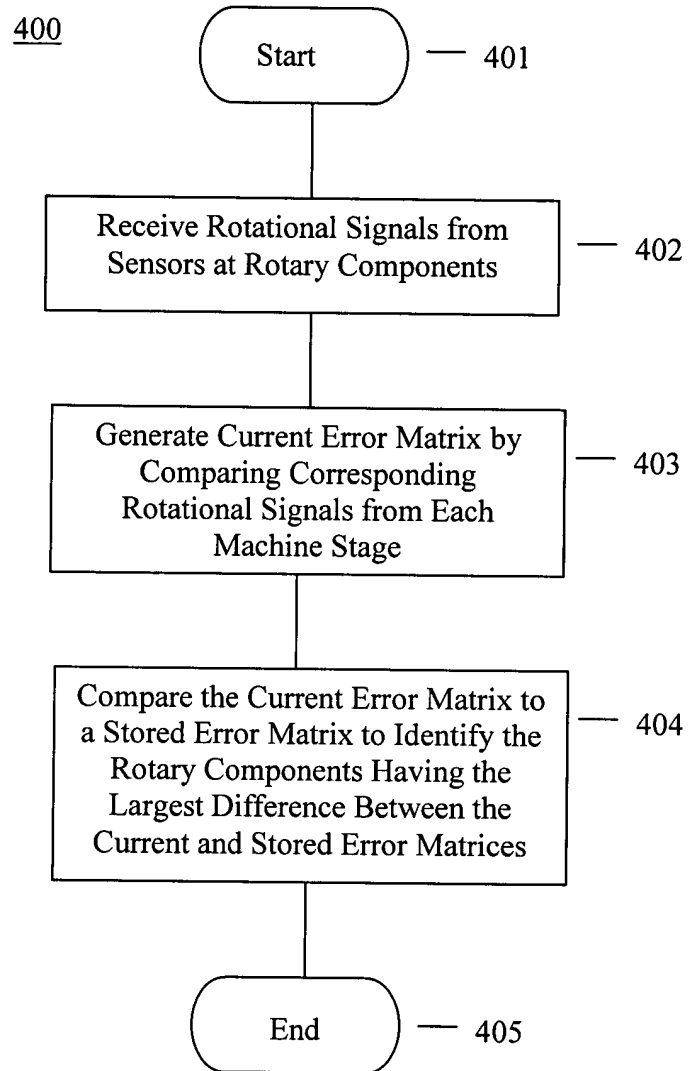 400
Start
401
Receive Rotational Signals from
Sensors at Rotary Components
402
Generate Current Error Matrix by
Comparing Corresponding
Rotational Signals from Each
Machine Stage
403
Compare the Current Error Matrix to
a Stored Error Matrix to Identify the
Rotary Components Having the
Largest Difference Between the
Current and Stored Error Matrices
404
End
405